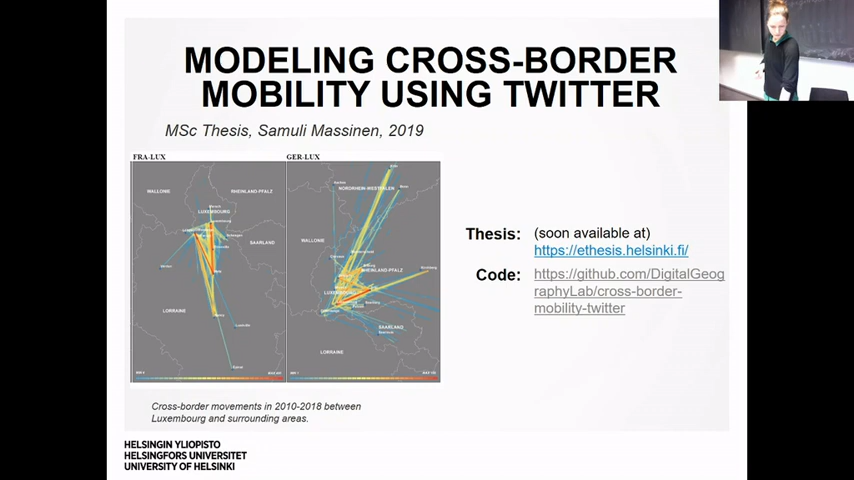 MODELING CROSS-BORDER
MOBILITY USING TWITTER
MSc Thesis, Samuli Massinen, 2019
FRA-LUX
GER-LUX
WALLONIE
RHEINLAND-PFALZ
LUXEMBOURG
SAARLAND
LORRAINE
NORDRHEIN-WESTFALEN
WALLONIE
RHEINLAND-PFALZ
LUXEMBOURG
SAARLAND
LORRAINE
Thesis:
(soon available at)
https://ethesis.helsinki.fi/
Code:
https://github.com/DigitalGeog
raphyLab/cross-border-
mobility-twitter
Cross-border movements in 2010-2018 between
Luxembourg and surrounding areas.
HELSINGIN YLIOPISTO
HELSINGFORS UNIVERSITET
UNIVERSITY OF HELSINKI